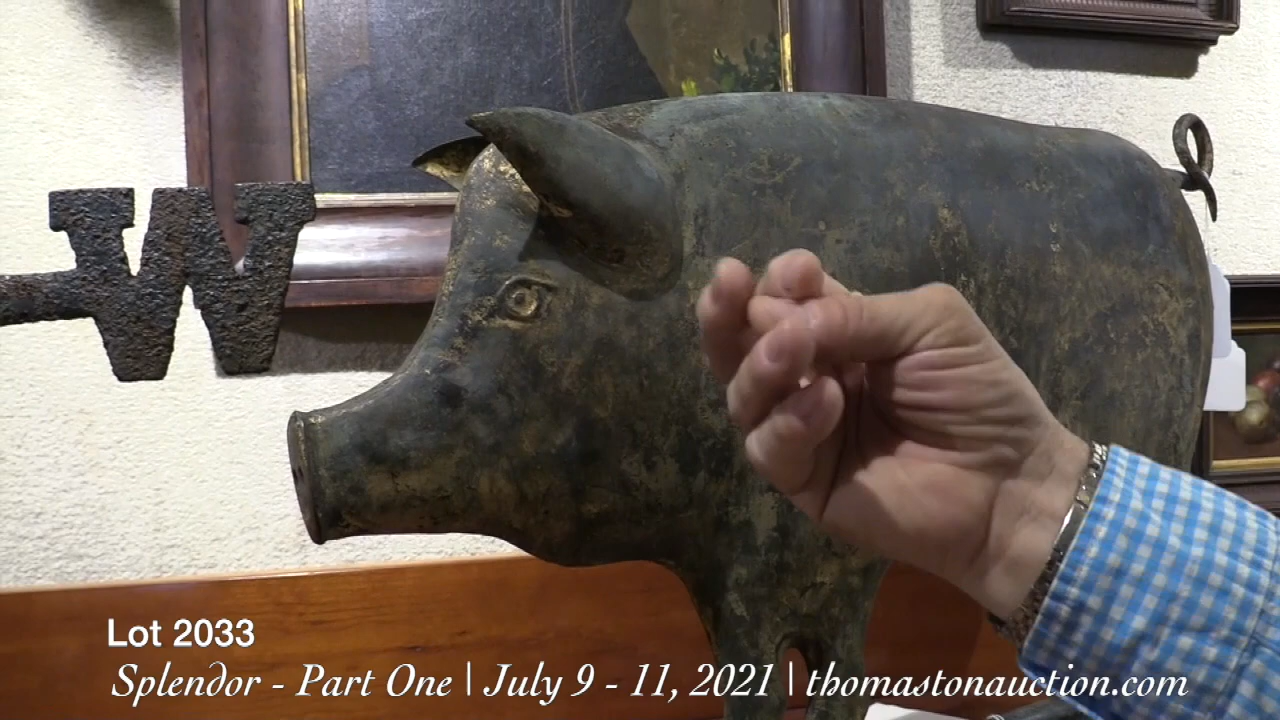 W
Lot 2033
Splendor - Part One | July 9 - 11, 2021 | thomastonauction.com